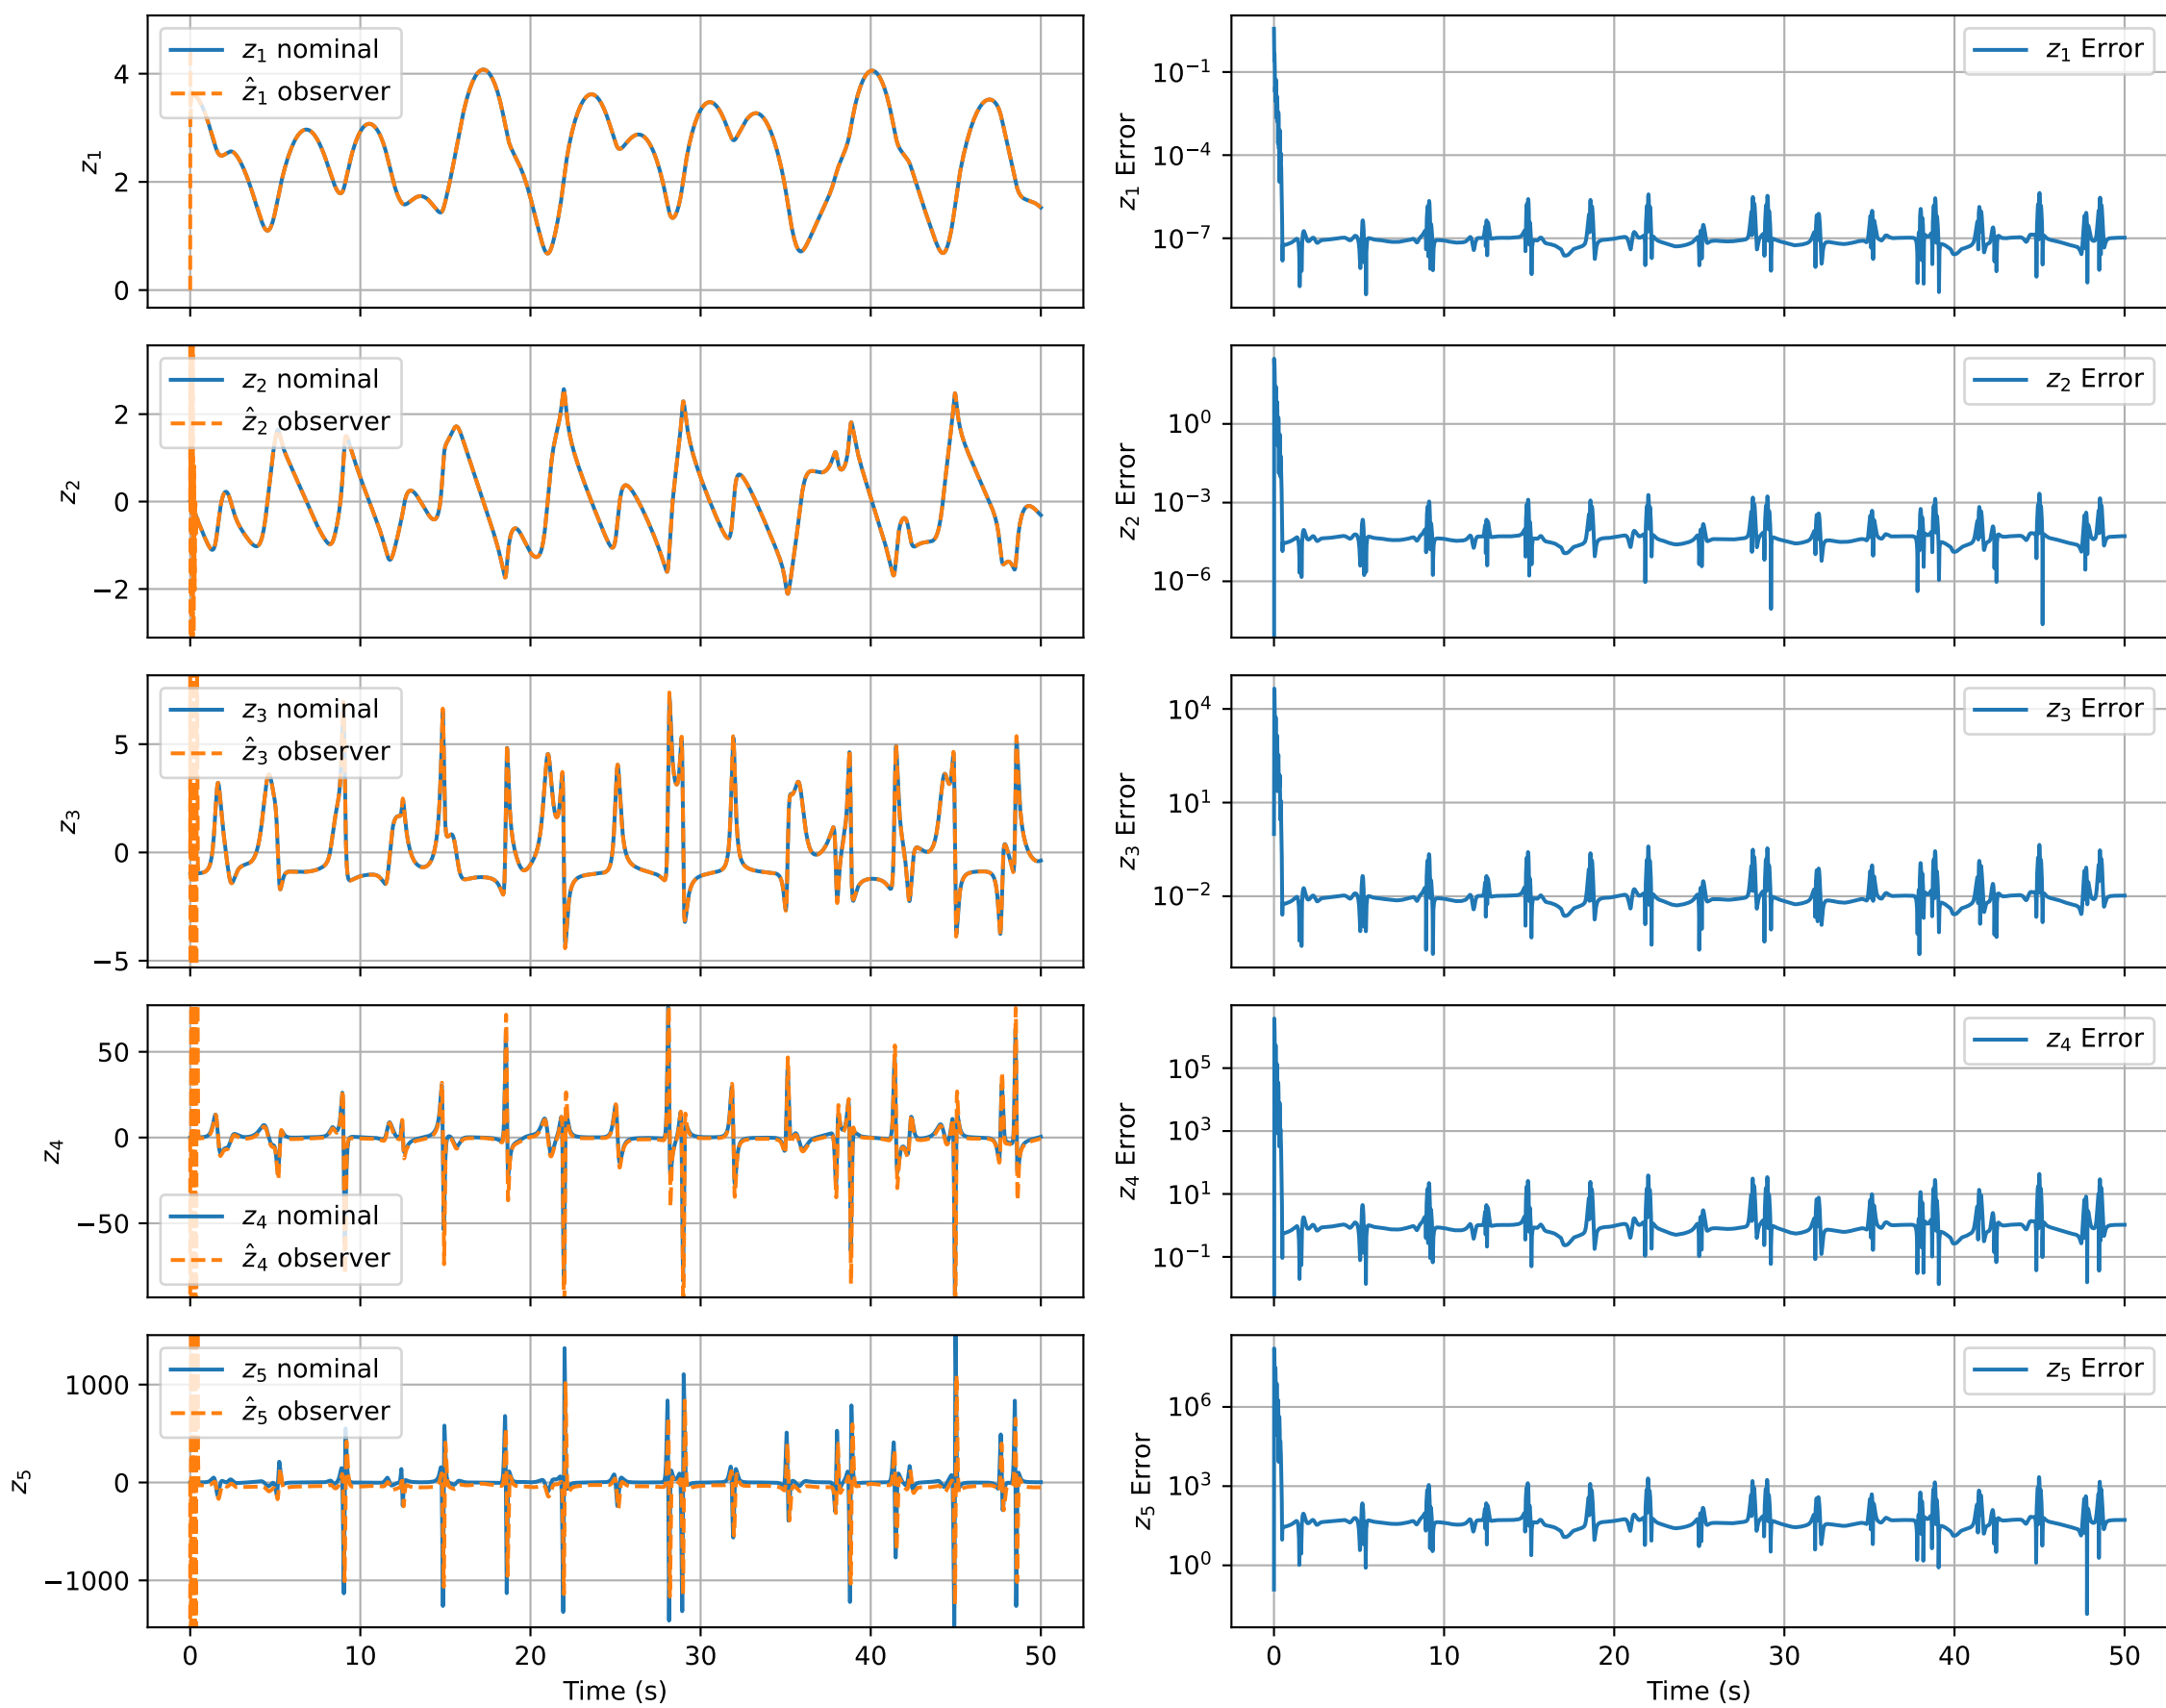 z₁ nominal
ẑ₁ observer
4
2
0
z₁
z₁ Error
10⁻¹
10⁻⁴
10⁻⁷
z₁ Error
z₂ nominal
ẑ₂ observer
2
0
−2
z₂
z₂ Error
10⁰
10⁻³
10⁻⁶
z₂ Error
z₃ nominal
ẑ₃ observer
5
0
−5
z₃
z₃ Error
10⁴
10¹
10⁻²
z₃ Error
50
0
−50
z₄
z₄ nominal
ẑ₄ observer
z₄ Error
10⁵
10³
10¹
10⁻¹
z₄ Error
z₅ nominal
ẑ₅ observer
1000
0
−1000
z₅
0 10 20 30 40 50
Time (s)
z₅ Error
10⁶
10³
10⁰
z₅ Error
0 10 20 30 40 50
Time (s)